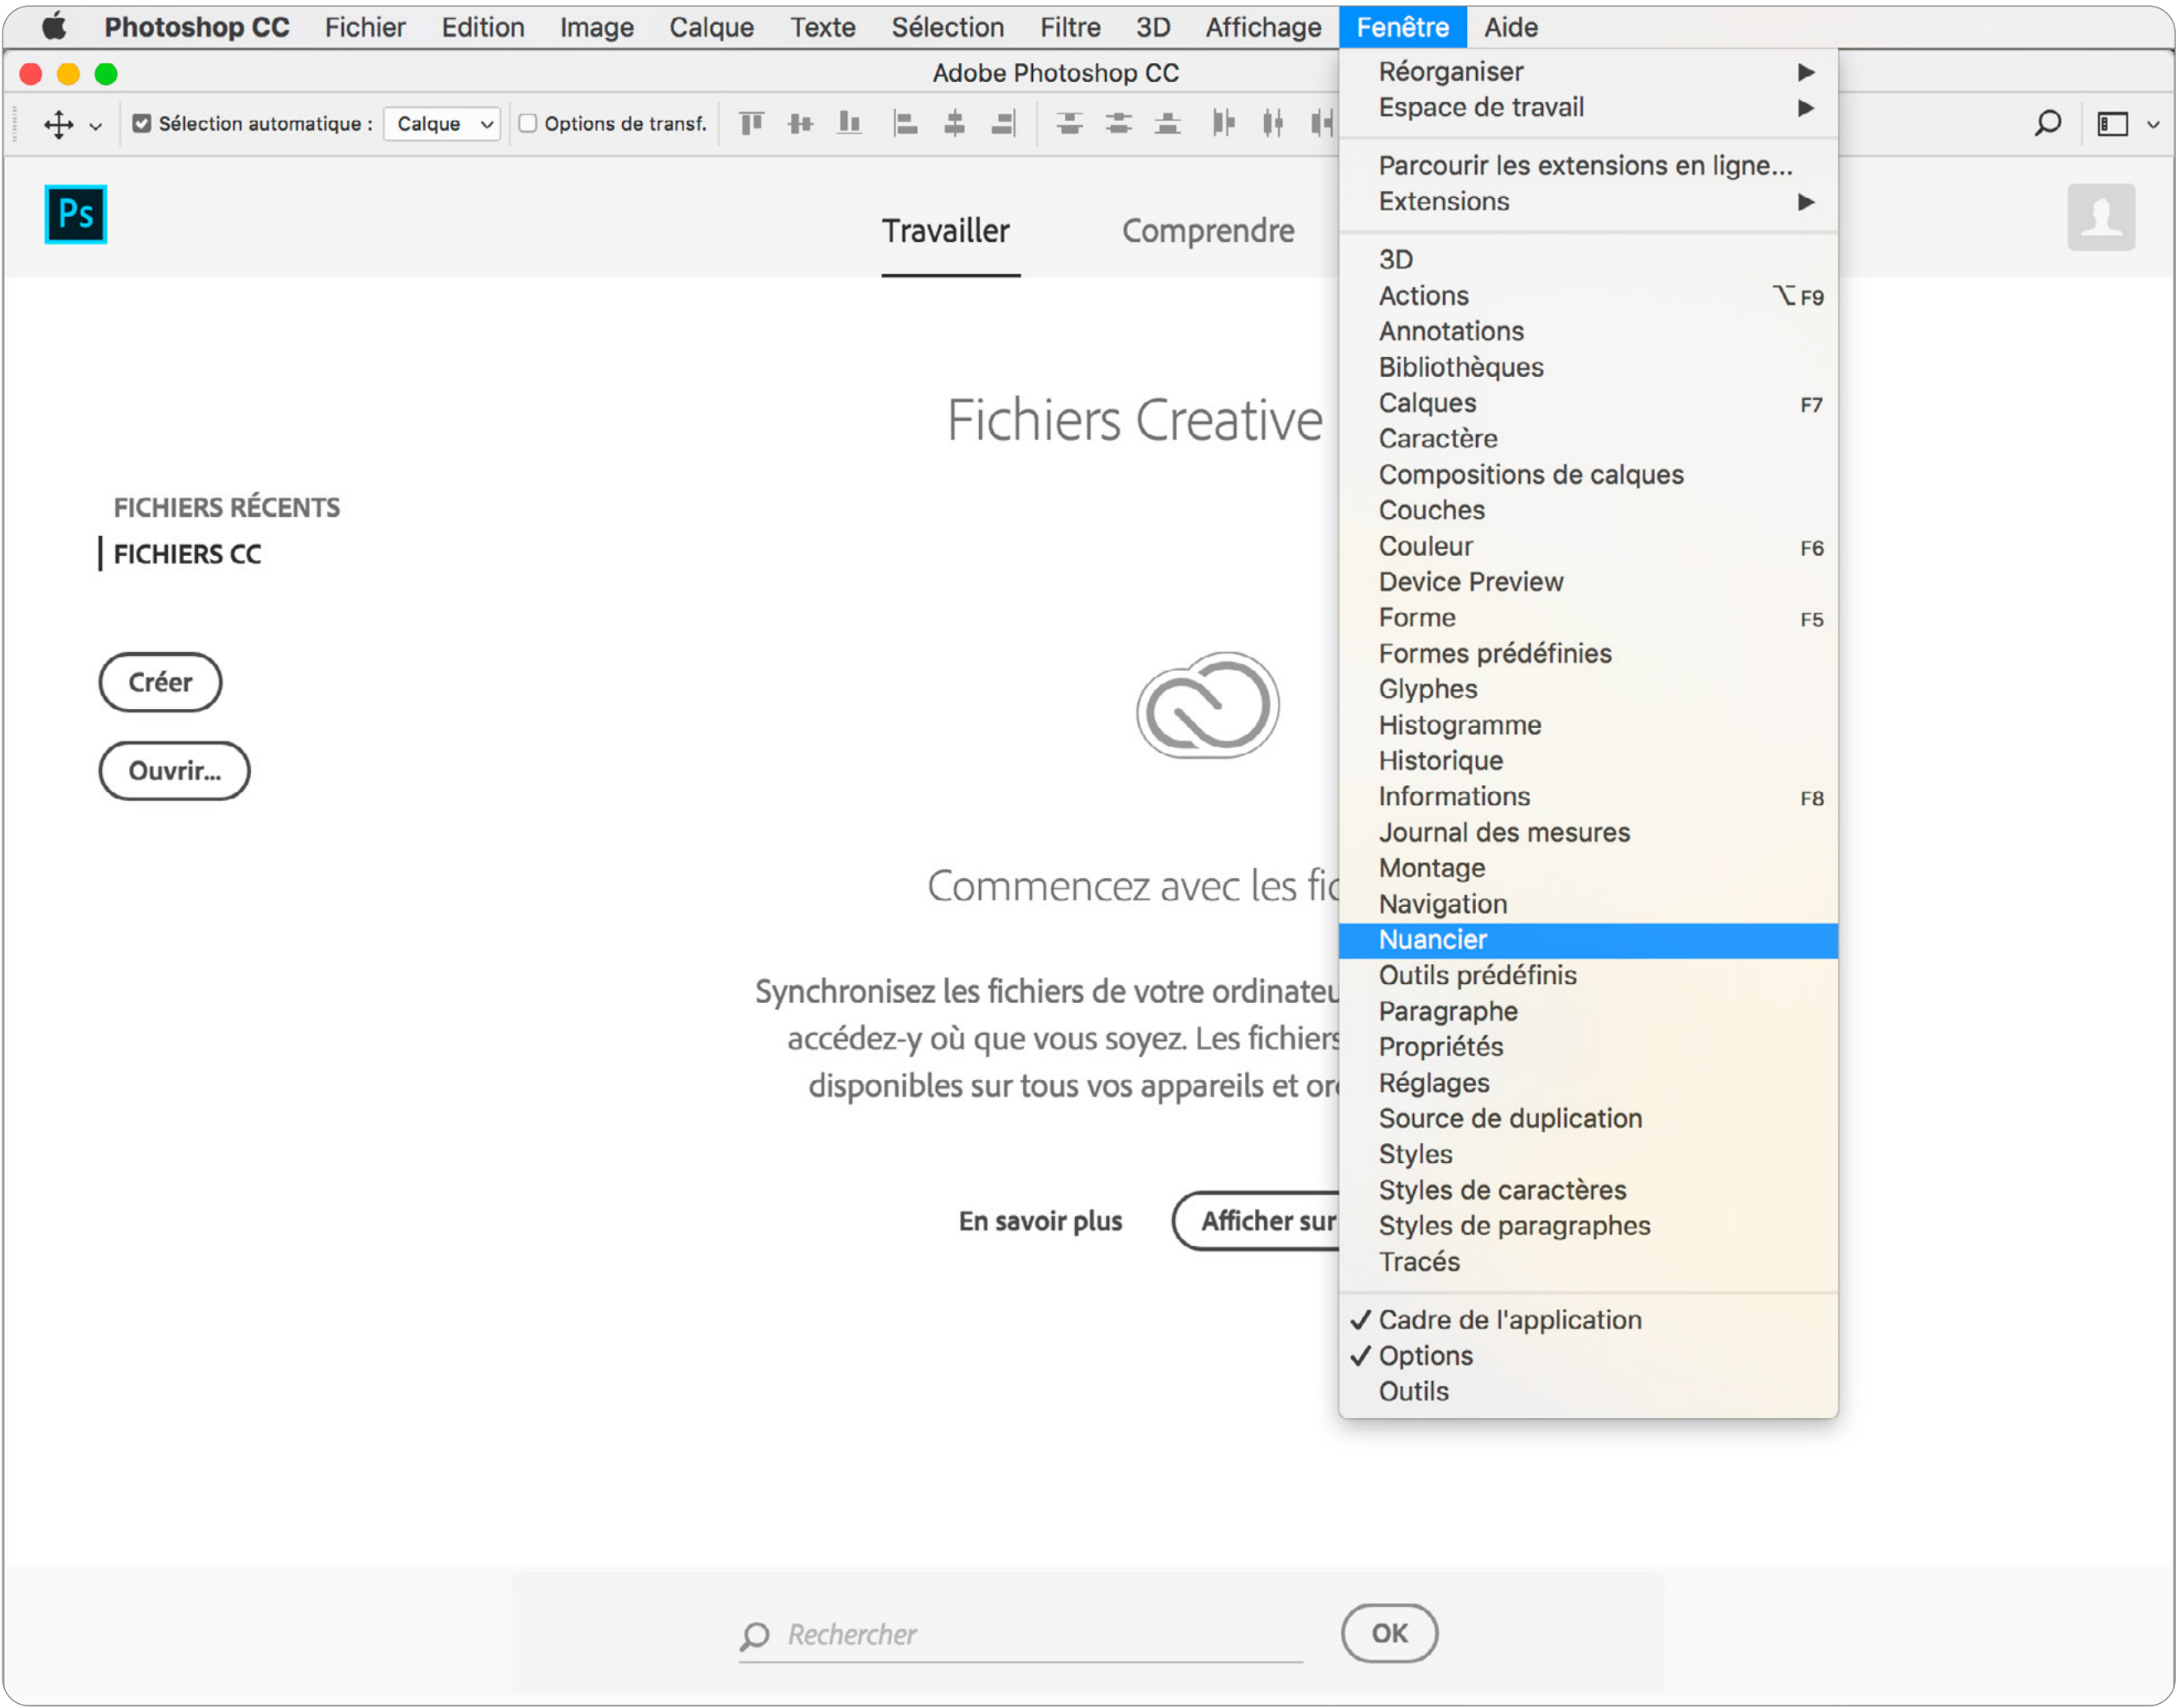 Photoshop CC Fichier Edition Image Calque Texte Sélection Filtre 3D Affichage Fenêtre Aide
Adobe Photoshop CC
Sélection automatique : Calque Options de transf.
Ps
Travailler Comprendre
Réorganiser
Espace de travail
Parcourir les extensions en ligne...
Extensions
3D
Actions ⌥ F9
Annotations
Bibliothèques
Calques F7
Caractère
Compositions de calques
Couches
Couleur F6
Device Preview
Forme F5
Formes prédéfinies
Glyphes
Histogramme
Historique
Informations F8
Journal des mesures
Montage
Navigation
Nuancier
Outils prédéfinis
Paragraphe
Propriétés
Réglages
Source de duplication
Styles
Styles de caractères
Styles de paragraphes
Tracés
Cadre de l'application
Options
Outils
FICHIERS RÉCENTS
FICHIERS CC
Créer
Ouvrir...
Fichiers Creative
Commencez avec les
Synchronisez les fichiers de votre
accédez-y où que vous soyez. Les fichiers
disponibles sur tous vos appareils et
En savoir plus Afficher sur
Rechercher OK